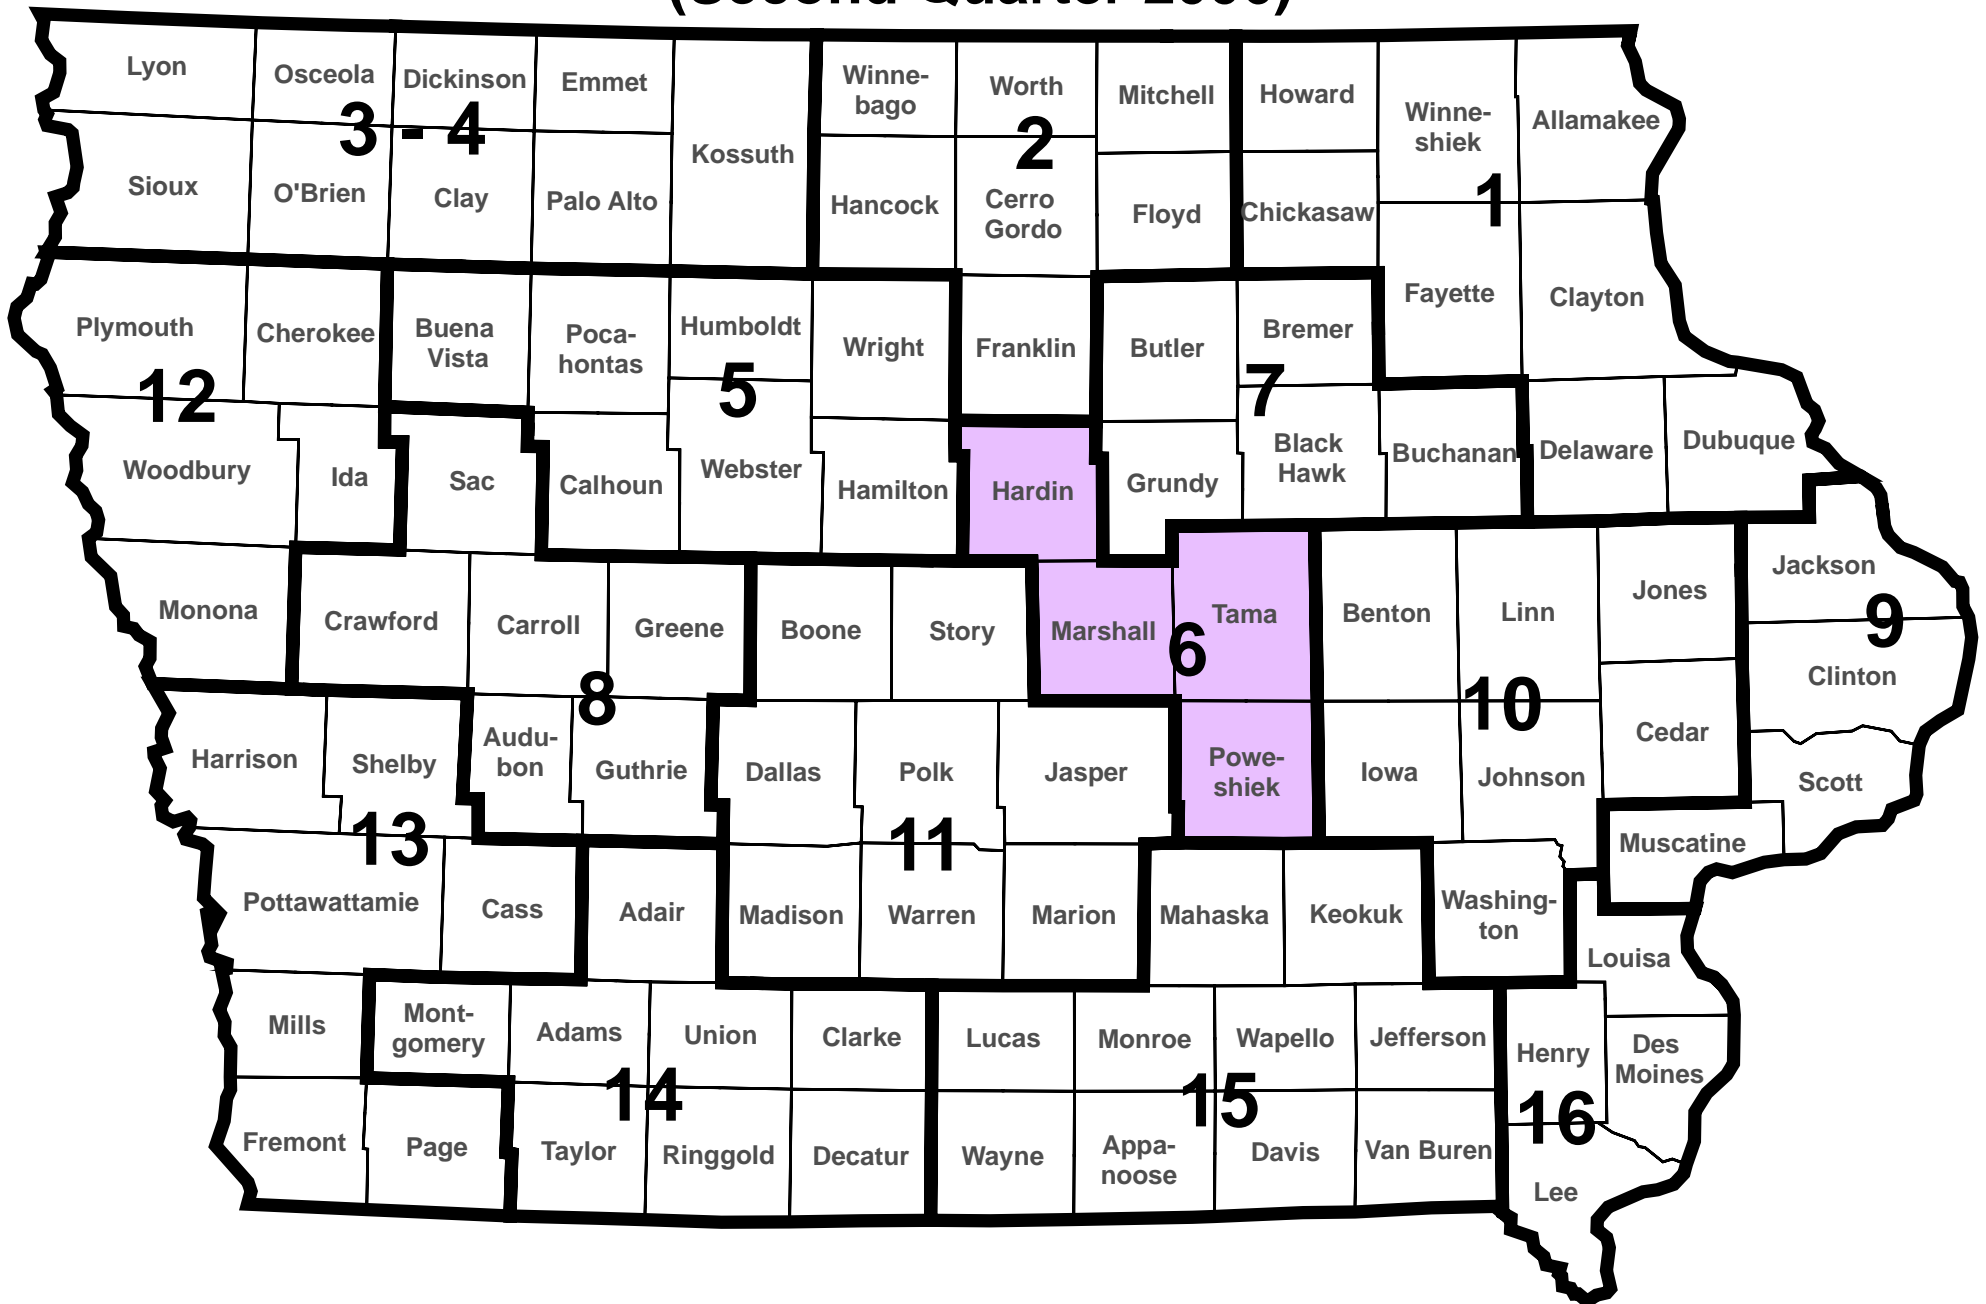 Lyon
Osceola
Dickinson
Emmet
Kossuth
Winne-
bago
Worth
Mitchell
Howard
Winne-
shiek
Allamakee
3 - 4
2
1
Sioux
O'Brien
Clay
Palo Alto
Hancock
Cerro
Gordo
Floyd
Chickasaw
Fayette
Clayton
Plymouth
Cherokee
Buena
Vista
Poca-
hontas
Humboldt
Wright
Franklin
Butler
Bremer
12
5
7
Woodbury
Ida
Sac
Calhoun
Webster
Hamilton
Hardin
Grundy
Black
Hawk
Buchanan
Delaware
Dubuque
Monona
Crawford
Carroll
Greene
Boone
Story
Marshall
Tama
6
Benton
Linn
Jones
Jackson
9
Clinton
8
10
Harrison
Shelby
Audu-
bon
Guthrie
Dallas
Polk
Jasper
Powe-
shiek
Iowa
Johnson
Cedar
Scott
13
11
Muscatine
Pottawattamie
Cass
Adair
Madison
Warren
Marion
Mahaska
Keokuk
Washing-
ton
Louisa
Mills
Mont-
gomery
Adams
Union
Clarke
Lucas
Monroe
Wapello
Jefferson
Henry
Des
Moines
14
15
16
Fremont
Page
Taylor
Ringgold
Decatur
Wayne
Appa-
noose
Davis
Van Buren
Lee